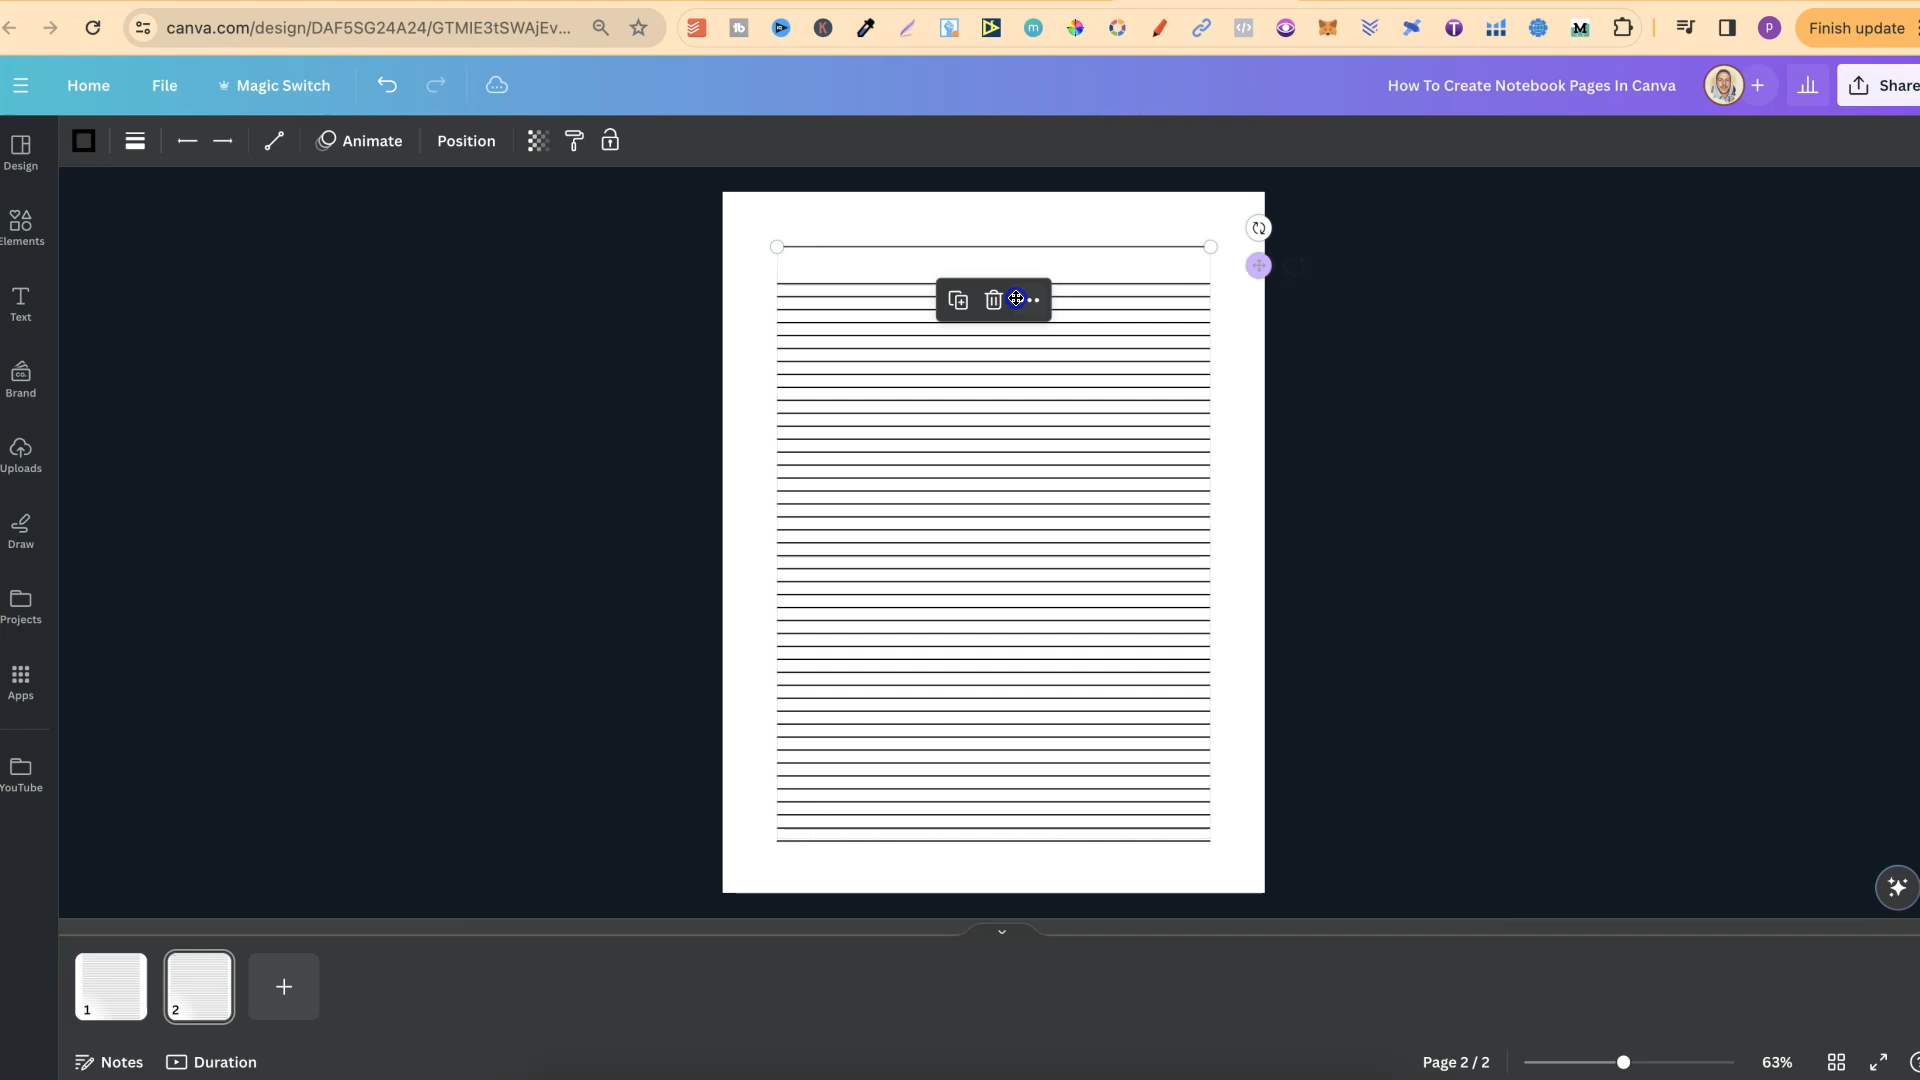 canva.com/design/DAF5SG24A24/GTMIE3tSWAjEv...
Finish update
Home
File
Magic Switch
How To Create Notebook Pages In Canva
Share
Animate
Position
Design
Elements
Text
CO.
Brand
Uploads
Draw
Projects
Apps
YouTube
1
2
Notes
Duration
Page 2 / 2
63%